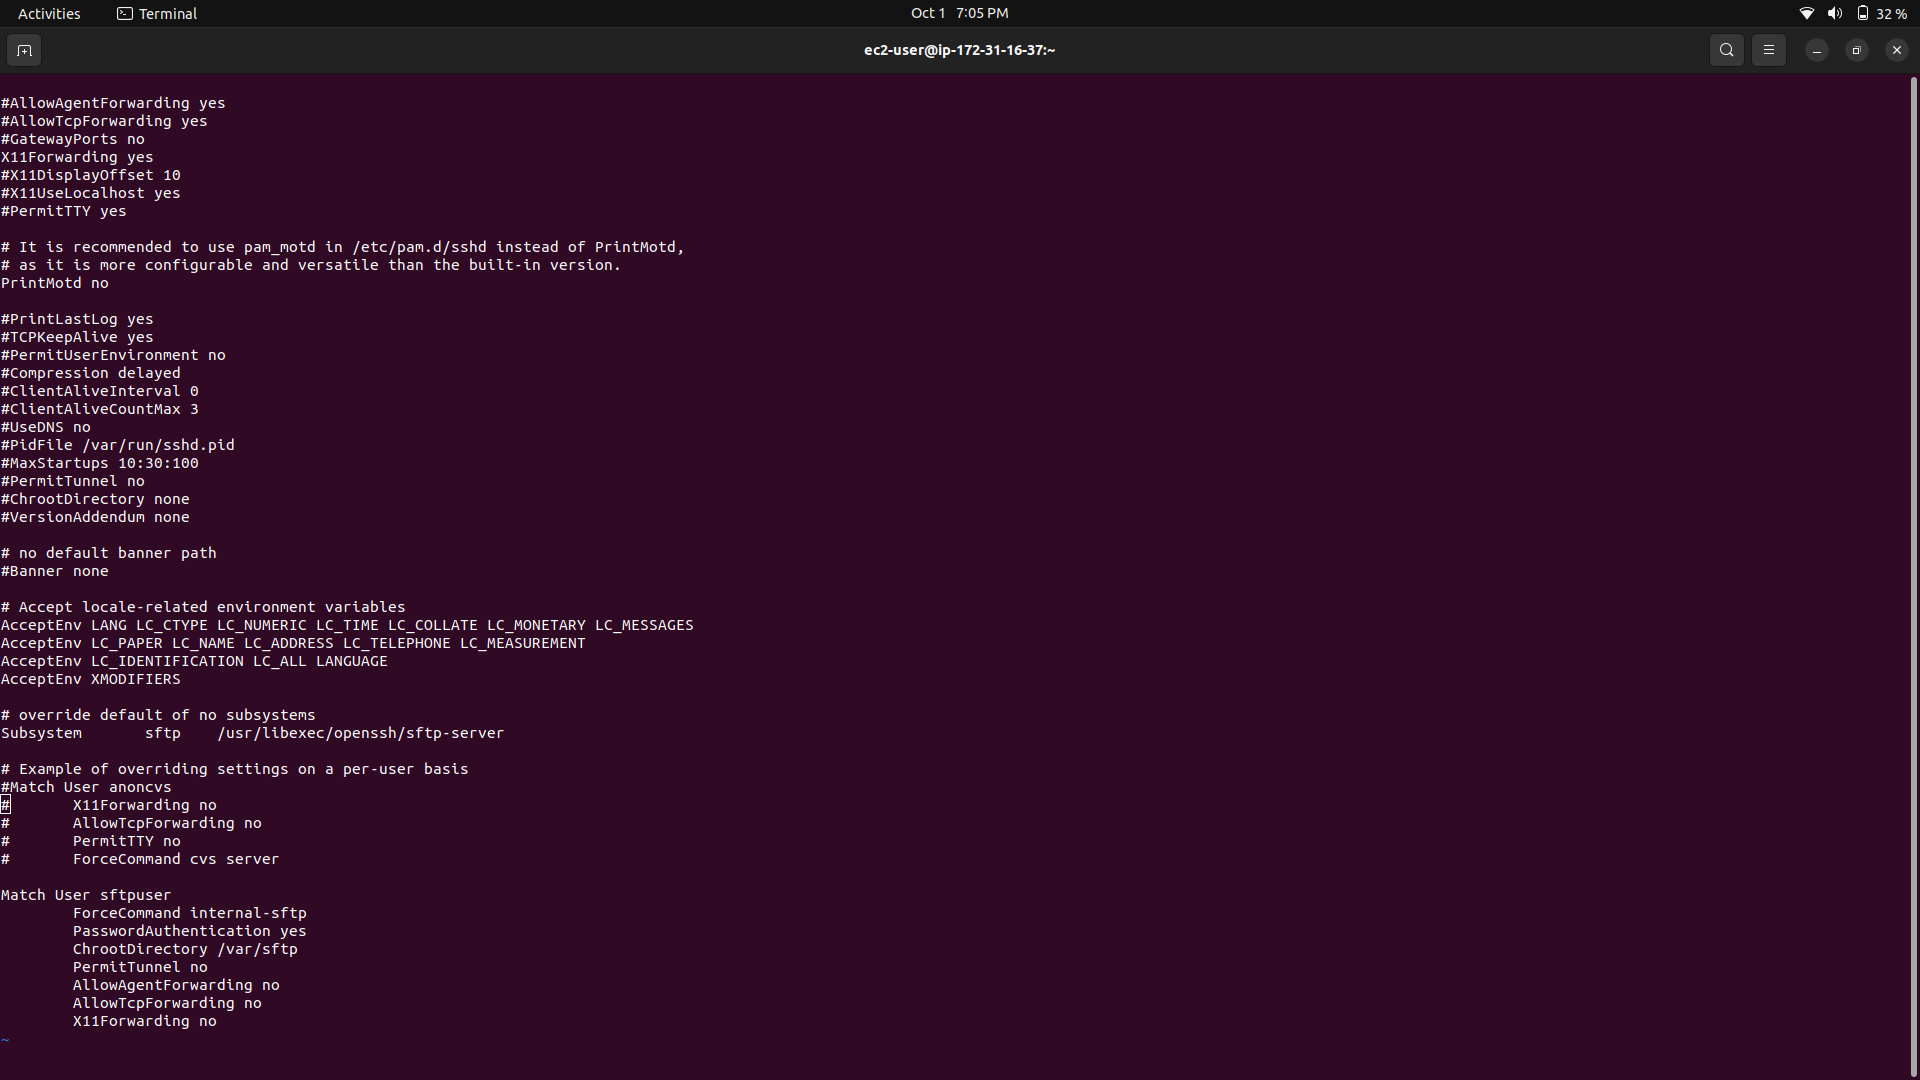 Activities
Terminal
Oct 1 7:05 PM
32 %
ec2-user@ip-172-31-16-37:~
#AllowAgentForwarding yes
#AllowTcpForwarding yes
#GatewayPorts no
X11Forwarding yes
#X11DisplayOffset 10
#X11UseLocalhost yes
#PermitTTY yes
# It is recommended to use pam_motd in /etc/pam.d/sshd instead of PrintMotd,
# as it is more configurable and versatile than the built-in version.
PrintMotd no
#PrintLastLog yes
#TCPKeepAlive yes
#PermitUserEnvironment no
#Compression delayed
#ClientAliveInterval 0
#ClientAliveCountMax 3
#UseDNS no
#PidFile /var/run/sshd.pid
#MaxStartups 10:30:100
#PermitTunnel no
#ChrootDirectory none
#VersionAddendum none
# no default banner path
#Banner none
# Accept locale-related environment variables
AcceptEnv LANG LC_CTYPE LC_NUMERIC LC_TIME LC_COLLATE LC_MONETARY LC_MESSAGES
AcceptEnv LC_PAPER LC_NAME LC_ADDRESS LC_TELEPHONE LC_MEASUREMENT
AcceptEnv LC_IDENTIFICATION LC_ALL LANGUAGE
AcceptEnv XMODIFIERS
# override default of no subsystems
Subsystem       sftp    /usr/libexec/openssh/sftp-server
# Example of overriding settings on a per-user basis
#Match User anoncvs
#       X11Forwarding no
#       AllowTcpForwarding no
#       PermitTTY no
#       ForceCommand cvs server
Match User sftpuser
        ForceCommand internal-sftp
        PasswordAuthentication yes
        ChrootDirectory /var/sftp
        PermitTunnel no
        AllowAgentForwarding no
        AllowTcpForwarding no
        X11Forwarding no
~